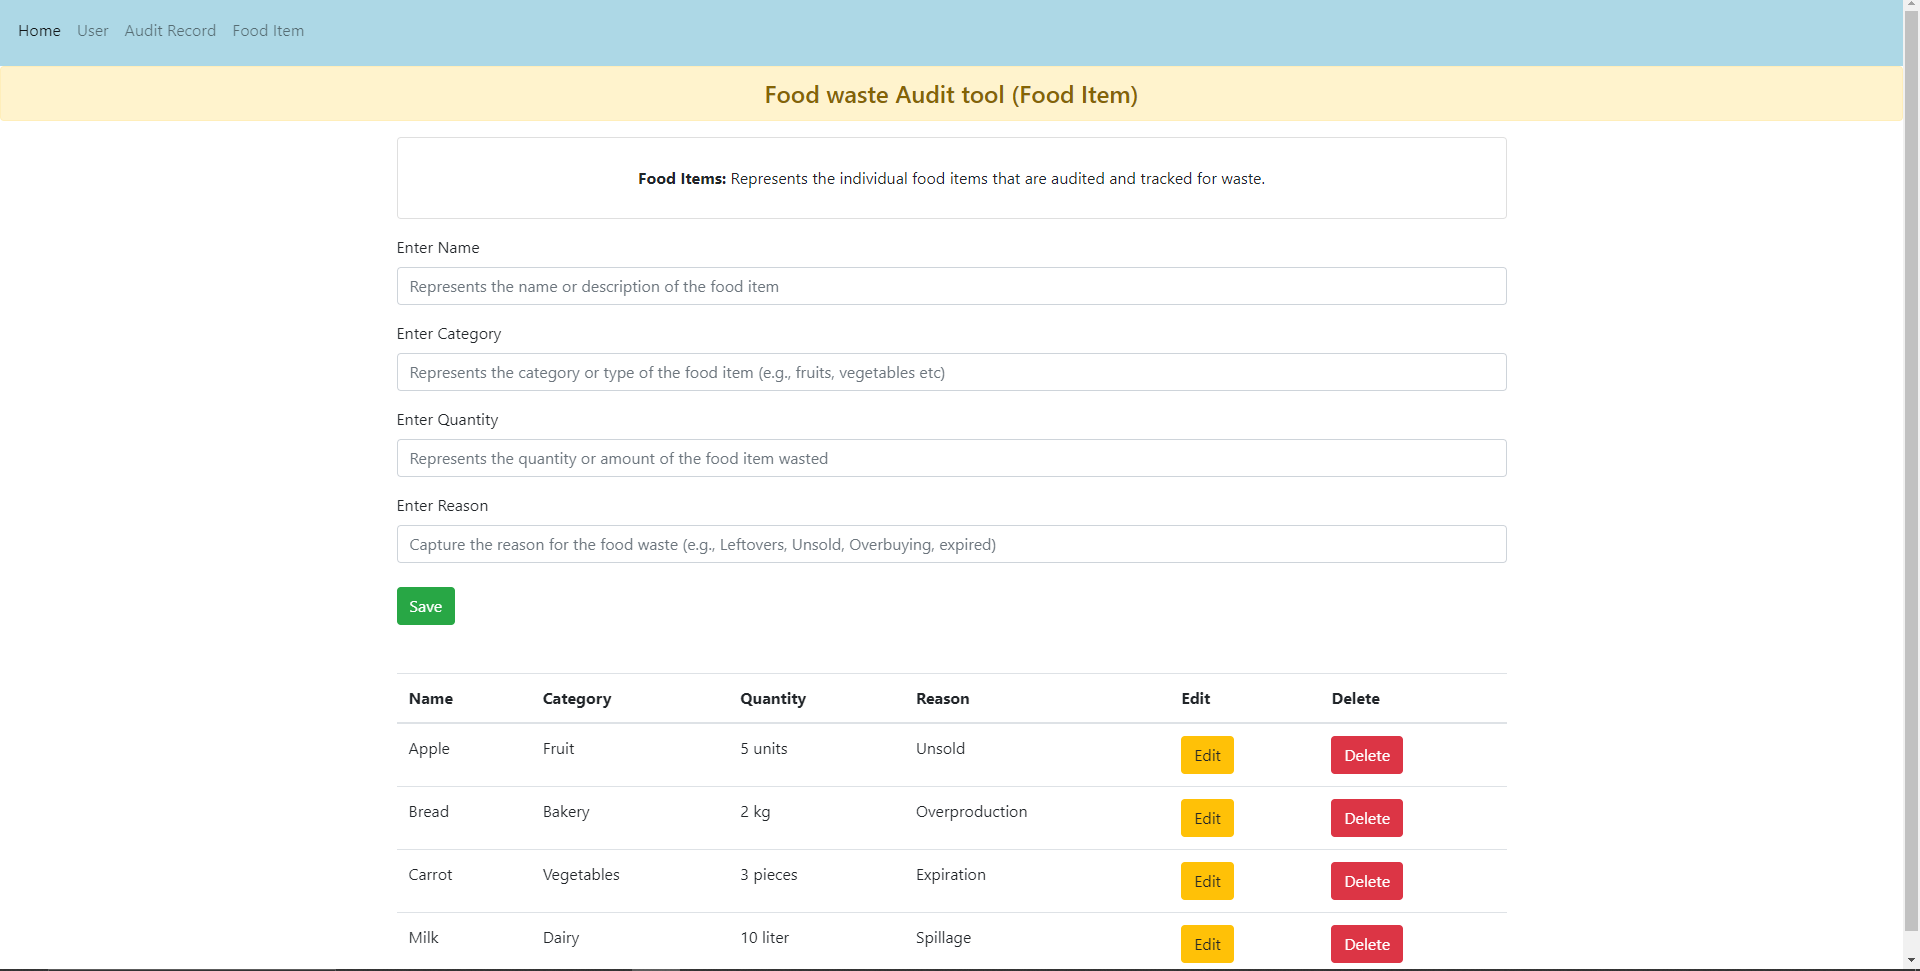 Home User Audit Record Food Item
Food waste Audit tool (Food Item)
Food Items: Represents the individual food items that are audited and tracked for waste.
Enter Name
Represents the name or description of the food item
Enter Category
Represents the category or type of the food item (e.g., fruits, vegetables etc)
Enter Quantity
Represents the quantity or amount of the food item wasted
Enter Reason
Capture the reason for the food waste (e.g., Leftovers, Unsold, Overbuying, expired)
Save
Name Category Quantity Reason Edit Delete
Apple Fruit 5 units Unsold Edit Delete
Bread Bakery 2 kg Overproduction Edit Delete
Carrot Vegetables 3 pieces Expiration Edit Delete
Milk Dairy 10 liter Spillage Edit Delete